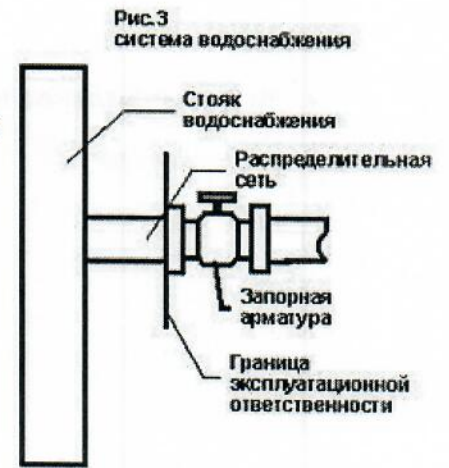 Рис.3
система водоснабжения
Стояк
водоснабжения
Распределительная
сеть
Запорная
арматура
Граница
эксплуатационной
ответственности